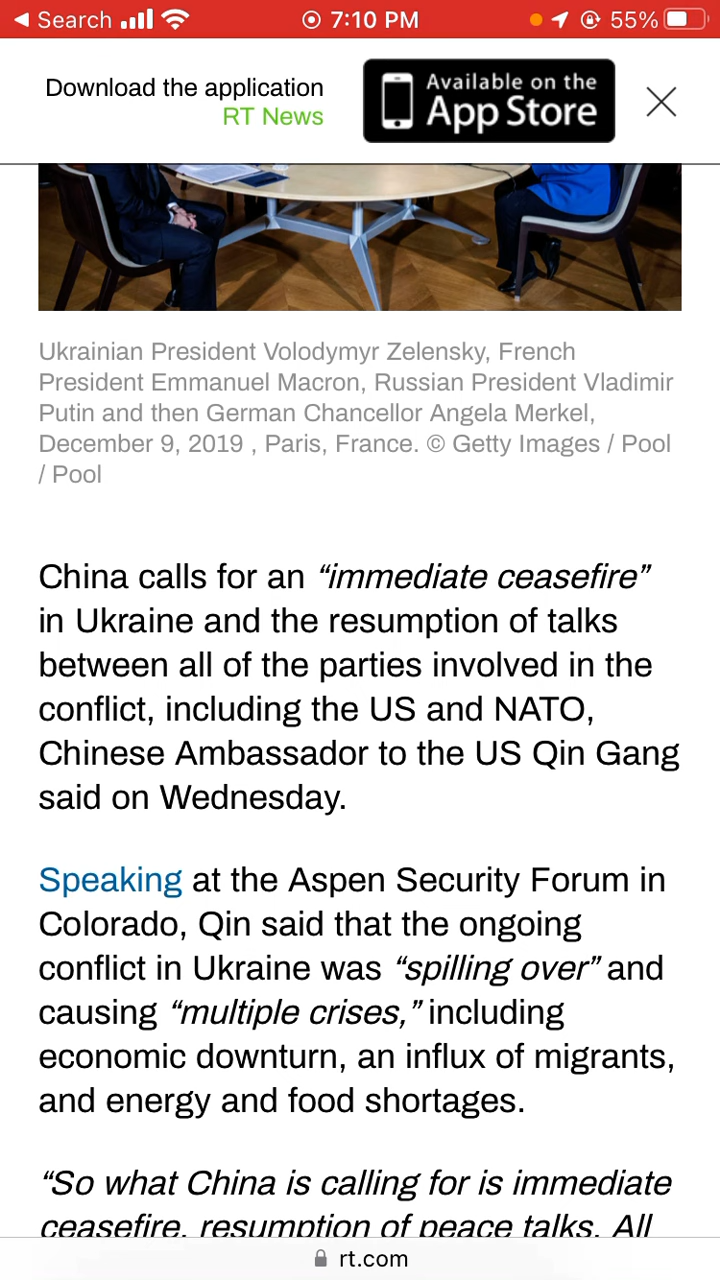 Search
7:10 PM
55%
Download the application
RT News
Available on the
App Store
Ukrainian President Volodymyr Zelensky, French
President Emmanuel Macron, Russian President Vladimir
Putin and then German Chancellor Angela Merkel,
December 9, 2019 , Paris, France. © Getty Images / Pool
/ Pool
China calls for an “immediate ceasefire”
in Ukraine and the resumption of talks
between all of the parties involved in the
conflict, including the US and NATO,
Chinese Ambassador to the US Qin Gang
said on Wednesday.
Speaking at the Aspen Security Forum in
Colorado, Qin said that the ongoing
conflict in Ukraine was “spilling over” and
causing “multiple crises,” including
economic downturn, an influx of migrants,
and energy and food shortages.
“So what China is calling for is immediate
ceasefire, resumption of peace talks. All
rt.com